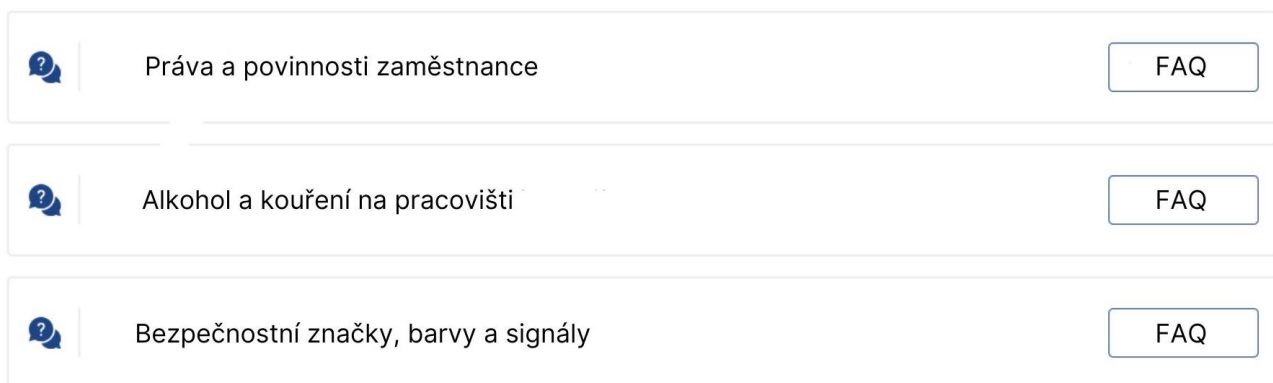 Práva a povinnosti zaměstnance FAQ
Alkohol a kouření na pracovišti FAQ
Bezpečnostní značky, barvy a signály FAQ